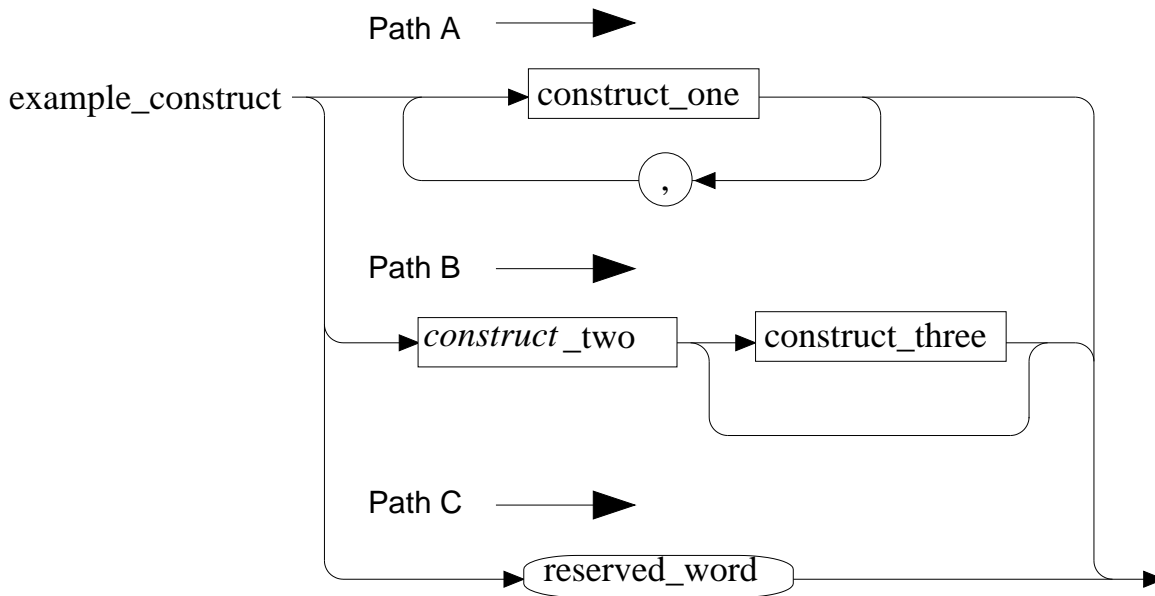 Path A
example_construct
construct_one
,
Path B
construct_two
construct_three
Path C
reserved_word